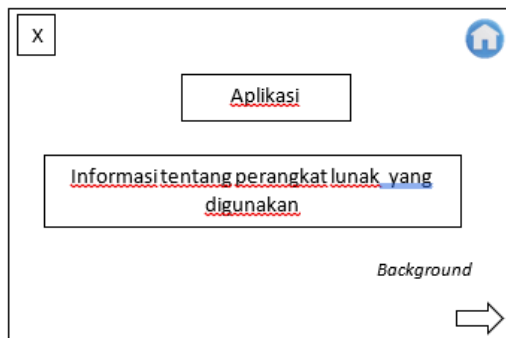 X
Aplikasi
Informasi tentang perangkat lunak yang
digunakan
Background